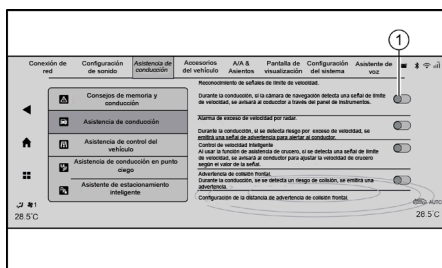 1
Conexión de red
Configuración de sonido
Asistencia de conducción
Accesorios del vehículo
A/A & Asientos
Pantalla de visualización
Configuración del sistema
Asistente de voz
Reconocimiento de señales de límite de velocidad.
Consejos de memoria y conducción
Durante la conducción, si la cámara de navegación detecta una señal de límite
de velocidad, se avisará al conductor a través del panel de instrumentos.
Asistencia de conducción
Alarma de exceso de velocidad por radar.
Durante la conducción, si se detecta riesgo por exceso de velocidad, se
emitirá una señal de advertencia para alertar al conductor.
Asistencia de control del vehículo
Control de velocidad inteligente
Al usar la función de asistencia de crucero, si se detecta una señal de límite
de velocidad, se avisará al conductor para ajustar la velocidad de crucero
según el valor de la señal.
Asistencia de conducción en punto ciego
Advertencia de colisión frontal.
Durante la conducción, se se detecta un riesgo de colisión, se emitirá una
advertencia.
Asistente de estacionamiento inteligente
Configuración de la distancia de advertencia de colisión frontal.
1
28.5°C
AUTO
28.5°C